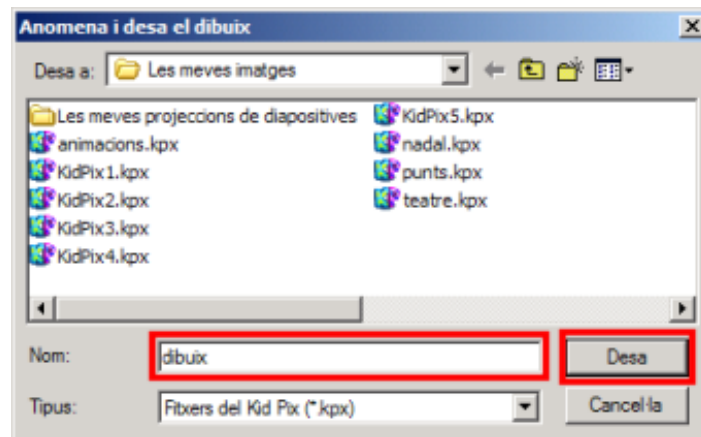 Anomena i desa el dibuix
Desa a: Les meves imatges
Les meves projeccions de diapositives
animacions.kpx
KidPix1.kpx
KidPix2.kpx
KidPix3.kpx
KidPix4.kpx
KidPix5.kpx
nadal.kpx
punts.kpx
teatre.kpx
Nom: dibuix Desa
Tipus: Fitxers del Kid Pix (*.kpx) Cancel·la